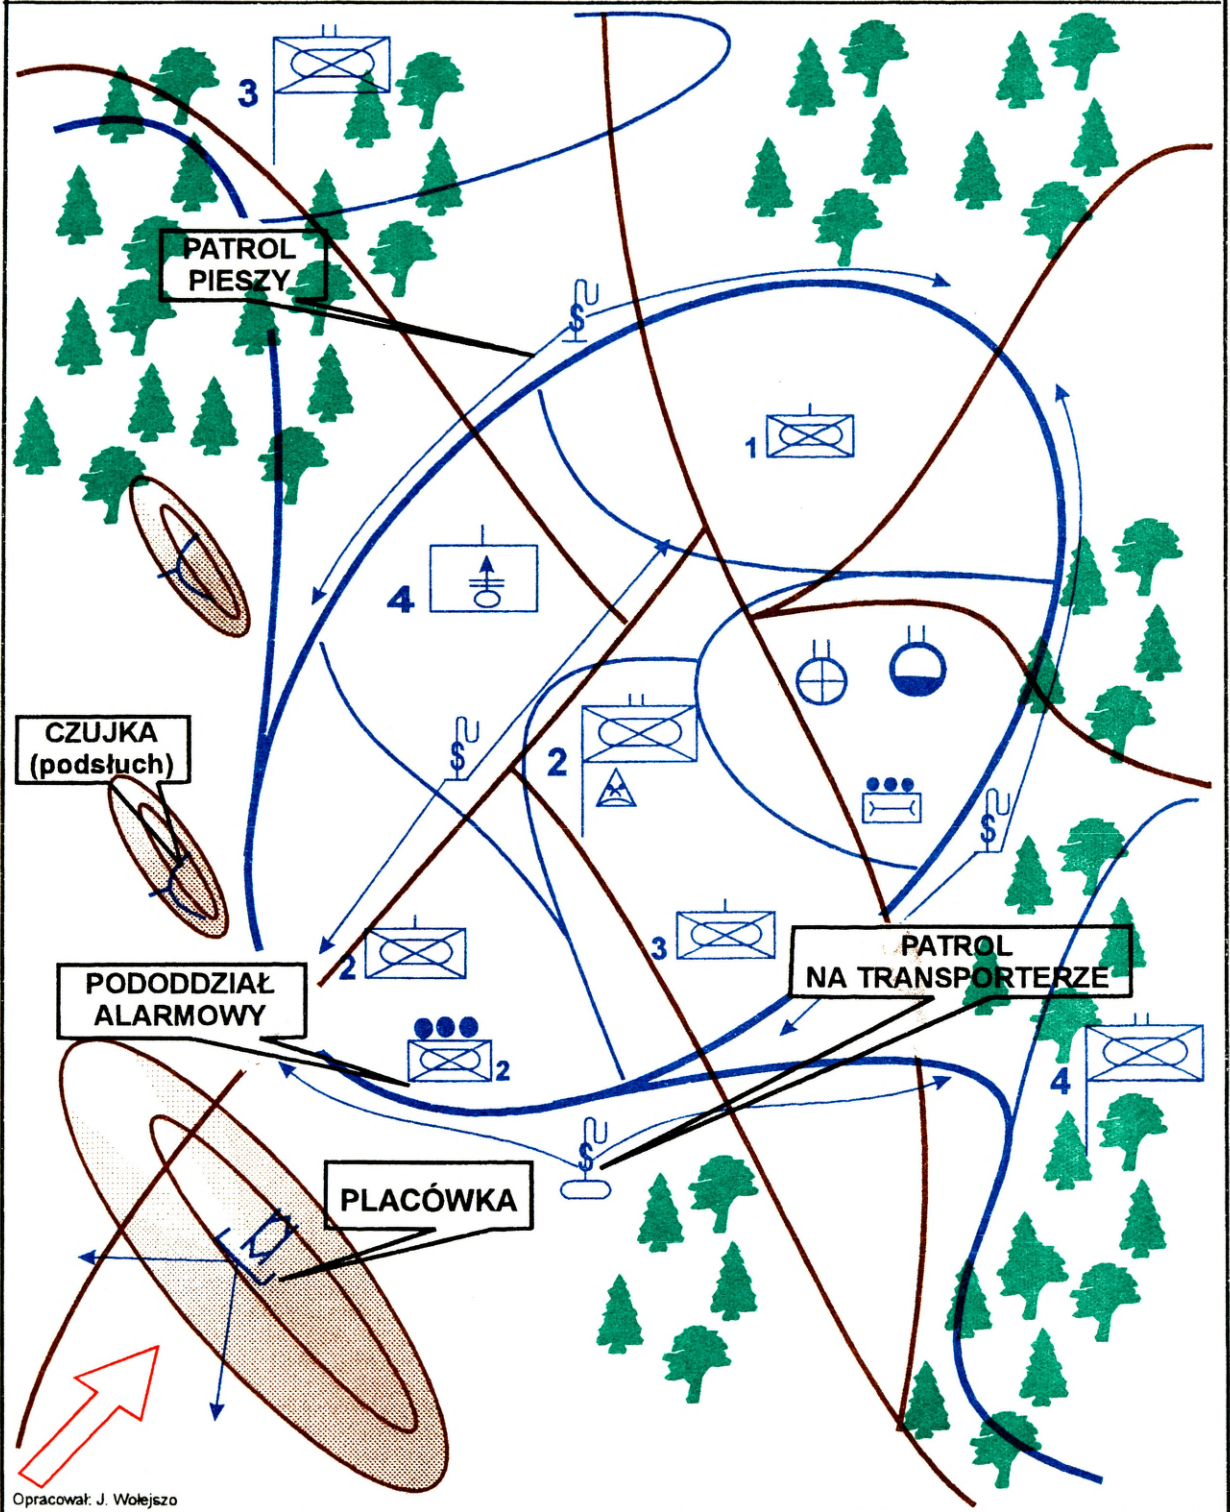 3
PATROL
PIESZY
1
4
CZUJKA
(podsłuch)
2
2
3
PATROL
NA TRANSPORTERZE
PODODDZIAŁ
ALARMOWY
2
4
PLACÓWKA
Opracował: J. Wołejszo